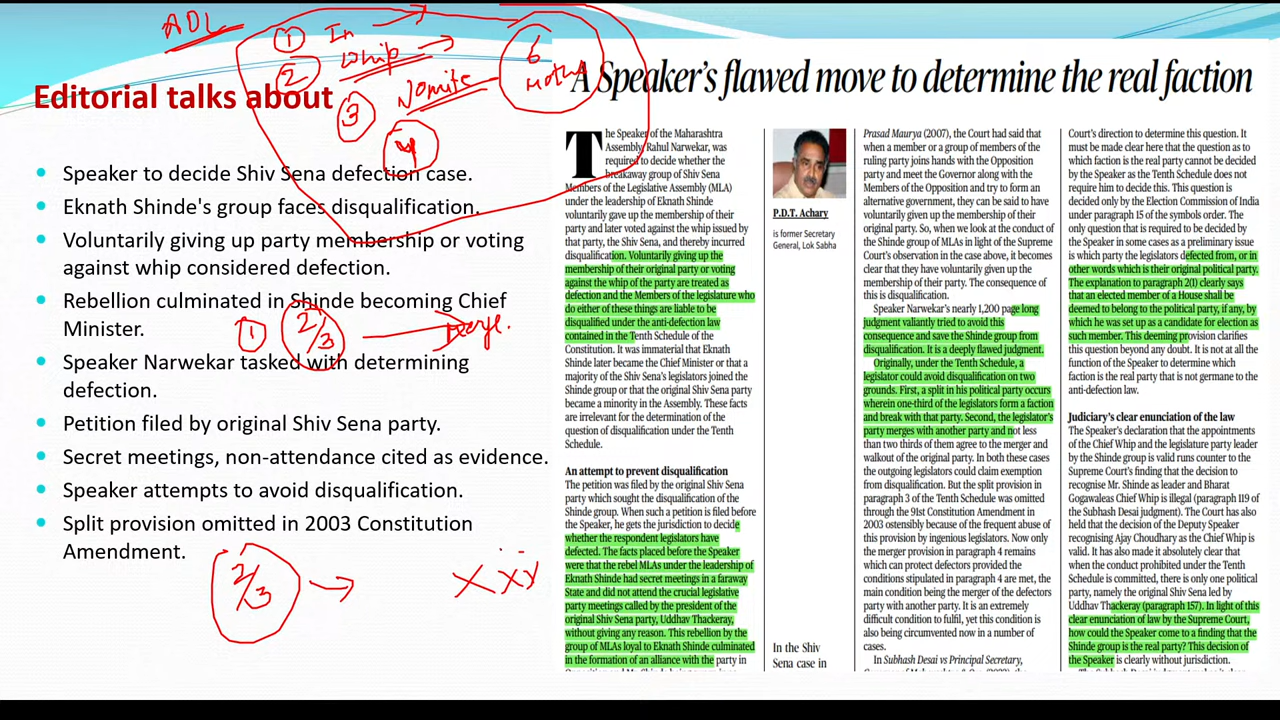 ADL
① In
② Whip
③
④
6
Editorial talks about
Speaker to decide Shiv Sena defection case.
Eknath Shinde's group faces disqualification.
Voluntarily giving up party membership or voting
against whip considered defection.
Rebellion culminated in Shinde becoming Chief
Minister.
① 2/3
Speaker Narwekar tasked with determining
defection.
Petition filed by original Shiv Sena party.
Secret meetings, non-attendance cited as evidence.
Speaker attempts to avoid disqualification.
Split provision omitted in 2003 Constitution
Amendment.
2/3
A Speaker's flawed move to determine the real faction
The Speaker of the Maharashtra
Assembly, Rahul Narwekar, was
required to decide whether the
breakaway group of Shiv Sena
Members of the Legislative Assembly (MLA)
under the leadership of Eknath Shinde
voluntarily gave up the membership of their
party and later voted against the whip issued by
that party, the Shiv Sena, and thereby incurred
disqualification. Voluntarily giving up the
membership of their original party or voting
against the whip of the party are treated as
defection and the Members of the legislature who
do either of these things are liable to be
disqualified under the anti-defection law
contained in the Tenth Schedule of the
Constitution. It was immaterial that Eknath
Shinde later became the Chief Minister or that a
majority of the Shiv Sena's legislators joined the
Shinde group or that the original Shiv Sena party
became a minority in the Assembly. These facts
are irrelevant for the determination of the
question of disqualification under the Tenth
Schedule.
An attempt to prevent disqualification
The petition was filed by the original Shiv Sena
party which sought the disqualification of the
Shinde group. When such a petition is filed before
the Speaker, he gets the jurisdiction to decide
whether the respondent legislators have
defected. The facts placed before the Speaker
were that the rebel MLAs under the leadership of
Eknath Shinde had secret meetings in a faraway
State and did not attend the crucial legislative
party meetings called by the president of the
original Shiv Sena party, Uddhav Thackeray,
without giving any reason. This rebellion by the
group of MLAs loyal to Eknath Shinde culminated
in the formation of an alliance with the party in
P.D.T. Achary
is former Secretary
General, Lok Sabha
In the Shiv
Sena case in
Prasad Maurya (2007), the Court had said that
when a member or a group of members of the
ruling party joins hands with the Opposition
party and meet the Governor along with the
Members of the Opposition and try to form an
alternative government, they can be said to have
voluntarily given up the membership of their
original party. So, when we look at the conduct of
the Shinde group of MLAs in light of the Supreme
Court's observation in the case above, it becomes
clear that they have voluntarily given up the
membership of their party. The consequence of
this is disqualification.
Speaker Narwekar's nearly 1,200 page long
judgment valiantly tried to avoid this
consequence and save the Shinde group from
disqualification. It is a deeply flawed judgment.
Originally, under the Tenth Schedule, a
legislator could avoid disqualification on two
grounds. First, a split in his political party occurs
wherein one-third of the legislators form a faction
and break with that party. Second, the legislator's
party merges with another party and not less
than two thirds of them agree to the merger and
walkout of the original party. In both these cases
the outgoing legislators could claim exemption
from disqualification. But the split provision in
paragraph 3 of the Tenth Schedule was omitted
through the 91st Constitution Amendment in
2003 ostensibly because of the frequent abuse of
this provision by ingenious legislators. Now only
the merger provision in paragraph 4 remains
which can protect defectors provided the
conditions stipulated in paragraph 4 are met, the
main condition being the merger of the defectors
party with another party. It is an extremely
difficult condition to fulfil, yet this condition is
also being circumvented now in a number of
cases.
In Subhash Desai vs Principal Secretary,
Court's direction to determine this question. It
must be made clear here that the question as to
which faction is the real party cannot be decided
by the Speaker as the Tenth Schedule does not
require him to decide this. This question is
decided only by the Election Commission of India
under paragraph 15 of the symbols order. The
only question that is required to be decided by
the Speaker in some cases as a preliminary issue
is which party the legislators defected from, or in
other words which is their original political party.
The explanation to paragraph 2(1) clearly says
that an elected member of a House shall be
deemed to belong to the political party, if any, by
which he was set up as a candidate for election as
such member. This deeming provision clarifies
this question beyond any doubt. It is not at all the
function of the Speaker to determine which
faction is the real party that is not germane to the
anti-defection law.
Judiciary's clear enunciation of the law
The Speaker's declaration that the appointments
of the Chief Whip and the legislature party leader
by the Shinde group is valid runs counter to the
Supreme Court's finding that the decision to
recognise Mr. Shinde as leader and Bharat
Gogawaleas Chief Whip is illegal (paragraph 119 of
the Subhash Desai judgment). The Court has also
held that the decision of the Deputy Speaker
recognising Ajay Choudhary as the Chief Whip is
valid. It has also made it absolutely clear that
when the conduct prohibited under the Tenth
Schedule is committed, there is only one political
party, namely the original Shiv Sena led by
Uddhav Thackeray (paragraph 157). In light of this
clear enunciation of law by the Supreme Court,
how could the Speaker come to a finding that the
Shinde group is the real party? This decision of
the Speaker is clearly without jurisdiction.